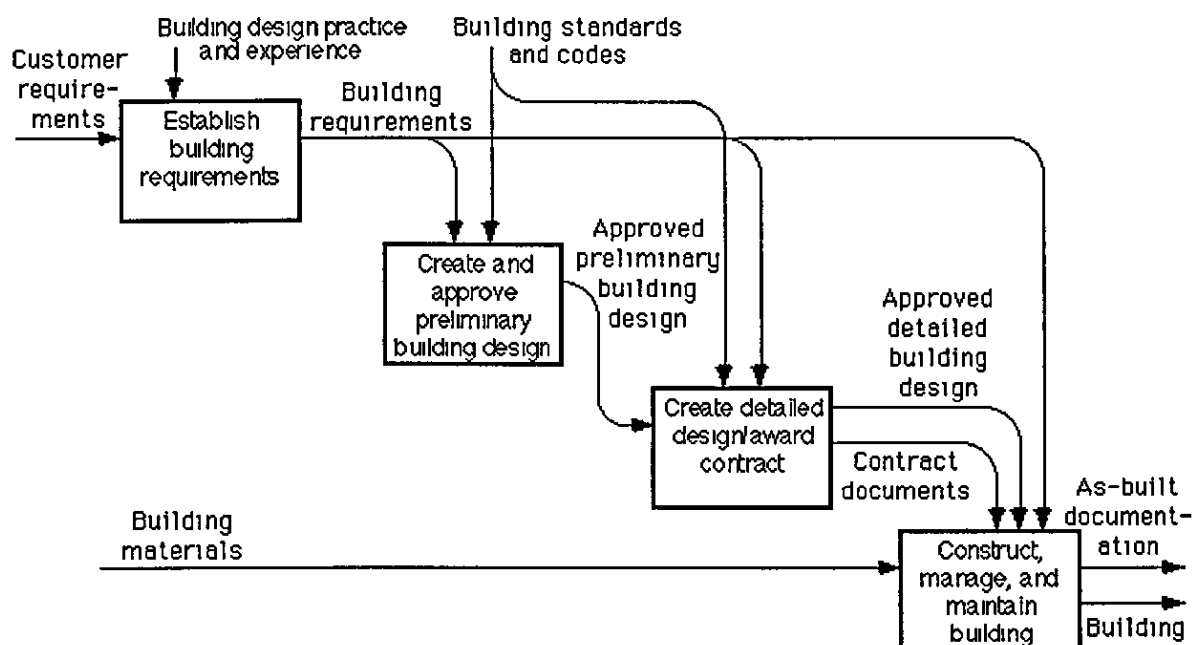 Building design practice
and experience
Building standards
and codes
Customer
require-
ments
Building
requirements
Establish
building
requirements
Approved
preliminary
building
design
Create and
approve
preliminary
building design
Approved
detailed
building
design
Create detailed
design/award
contract
Contract
documents
As-built
document-
ation
Building
materials
Construct,
manage, and
maintain
building
Building